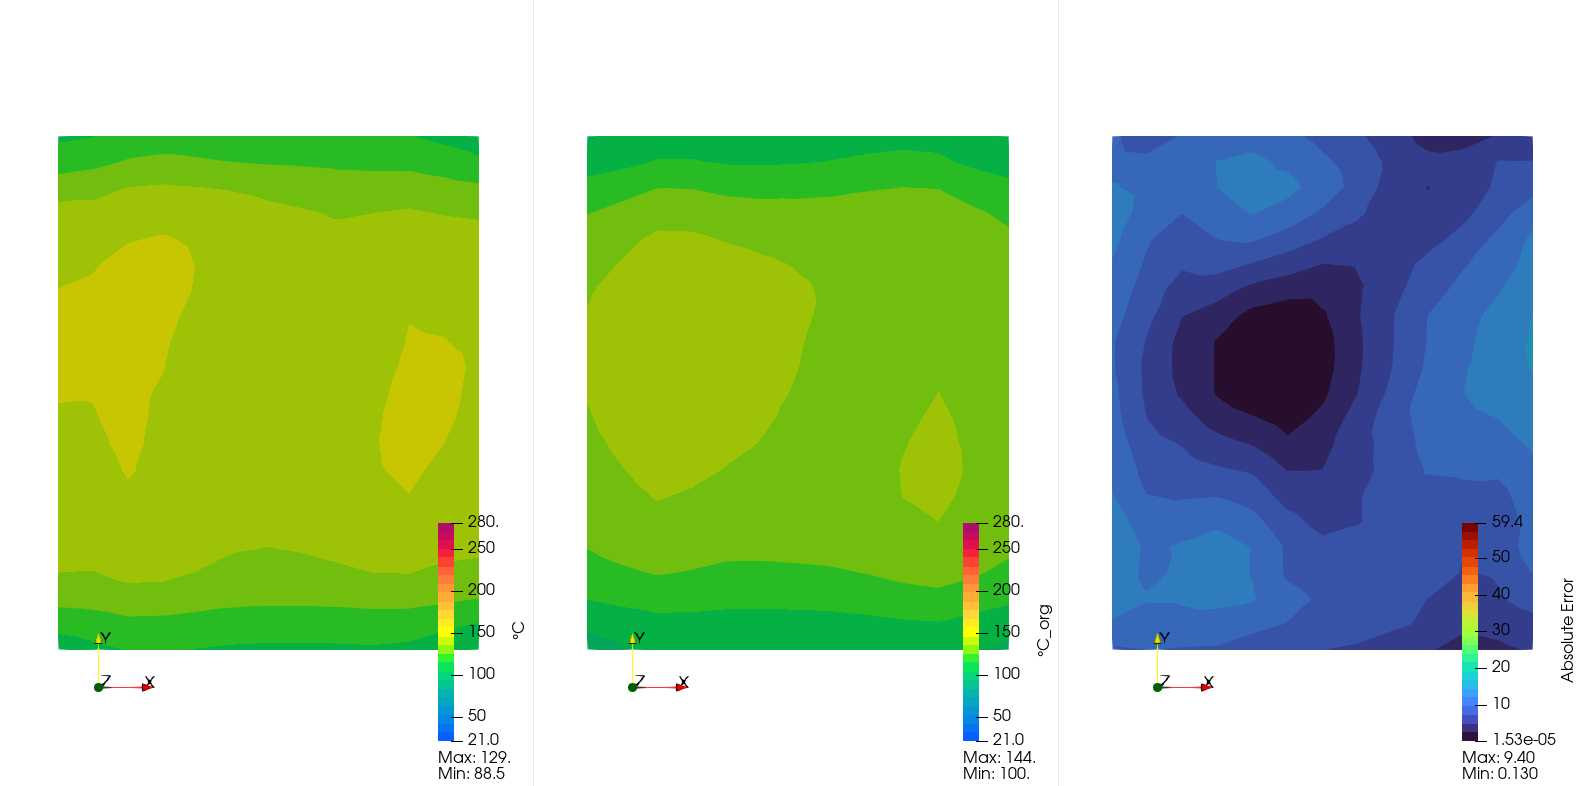 280.
250
200
150
100
50
21.0
°C
Max: 129.
Min: 88.5
Y
Z
X
280.
250
200
150
100
50
21.0
°C_org
Max: 144.
Min: 100.
Y
Z
X
59.4
50
40
30
20
10
1.53e-05
Absolute Error
Max: 9.40
Min: 0.130
Y
Z
X